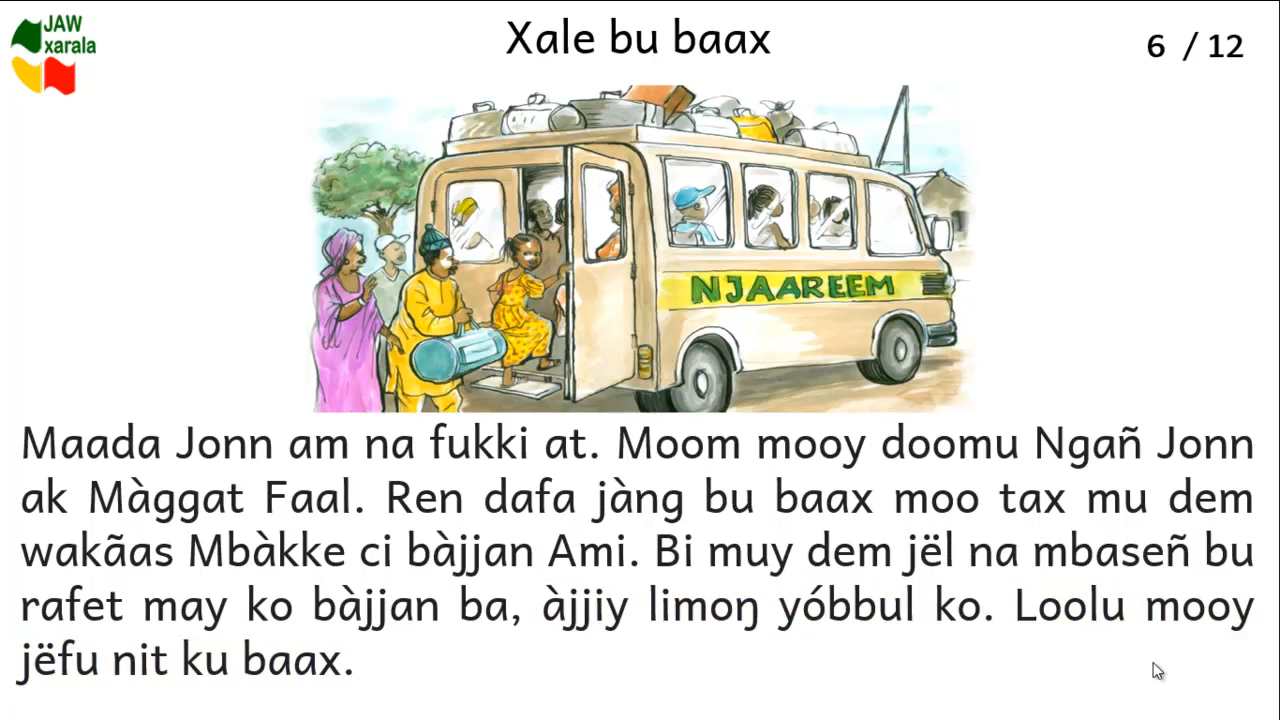 JAW
xarala
Xale bu baax
6 / 12
NJAAREEM
Maada Jonn am na fukki at. Moom mooy doomu Ngañ Jonn
ak Màggat Faal. Ren dafa jàng bu baax moo tax mu dem
wakãas Mbàkke ci bàjjan Ami. Bi muy dem jël na mbaseñ bu
rafet may ko bàjjan ba, àjjiy limoŋ yóbbul ko. Loolu mooy
jëfu nit ku baax.